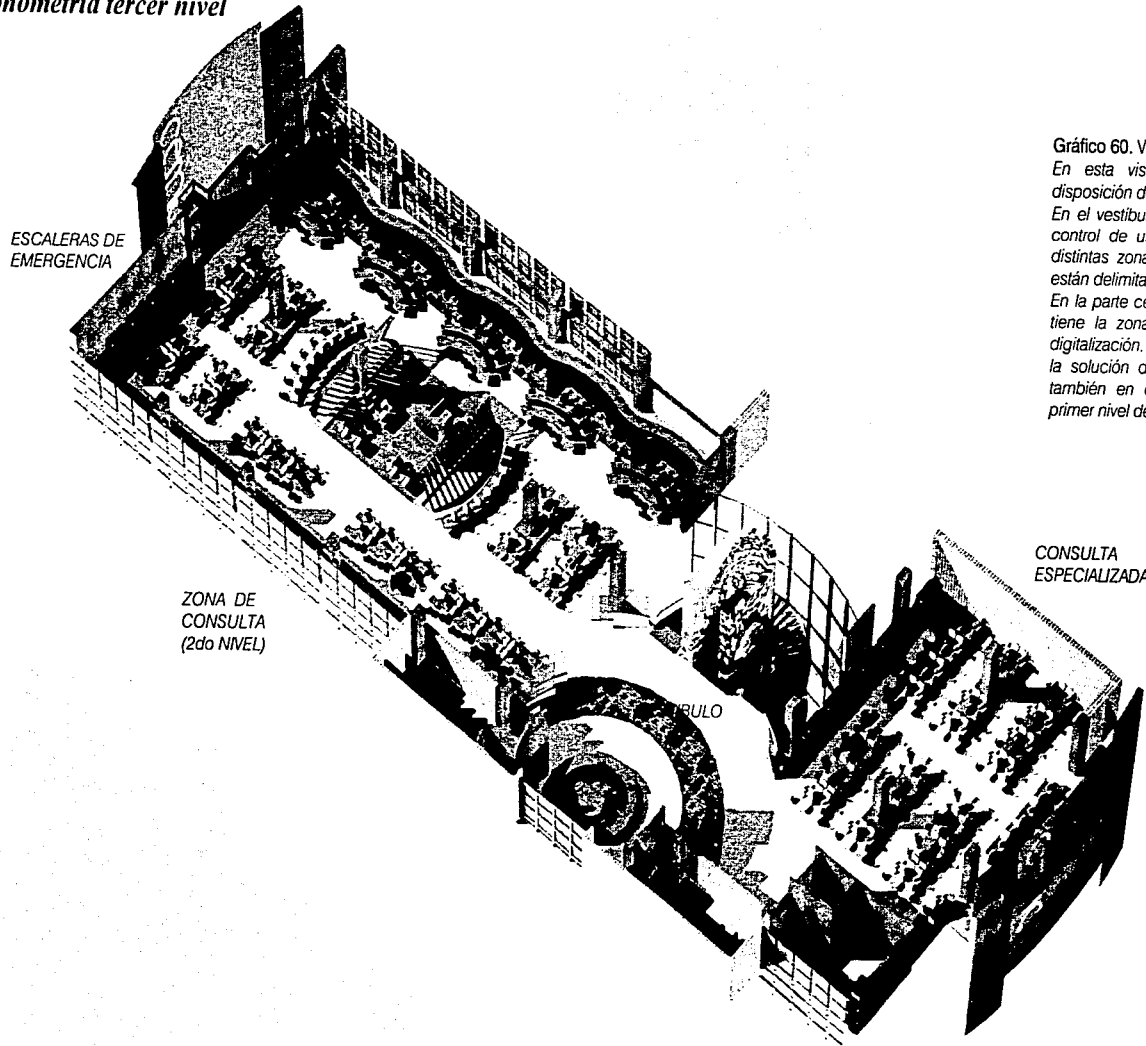 onometría tercer nivel
Gráfico 60. V
En esta vis
disposición d
En el vestíbu
control de u
distintas zona
están delimita
En la parte ce
tiene la zona
digitalización.
la solución d
también en
primer nivel de
ESCALERAS DE
EMERGENCIA
CONSULTA
ESPECIALIZADA
ZONA DE
CONSULTA
(2do NIVEL)
BULO